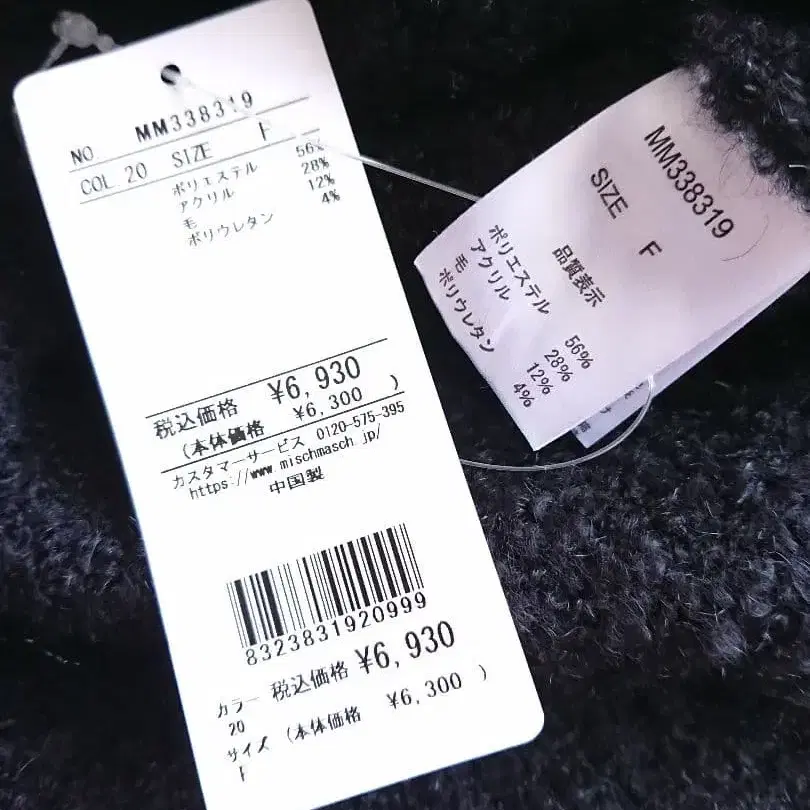 NO. MM338319
COL 20 SIZE F
ポリエステル 56%
アクリル 28%
毛 12%
ポリウレタン 4%
税込価格 ¥6,930
(本体価格 ¥6,300 )
カスタマーサービス 0120-575-395
https://www.mischmasch.jp/
中国製
8323831920999
カラー 税込価格 ¥6,930
20
サイズ (本体価格 ¥6,300 )
F
MM338319
SIZE F
品質表示
ポリエステル 56%
アクリル 28%
毛 12%
ポリウレタン 4%